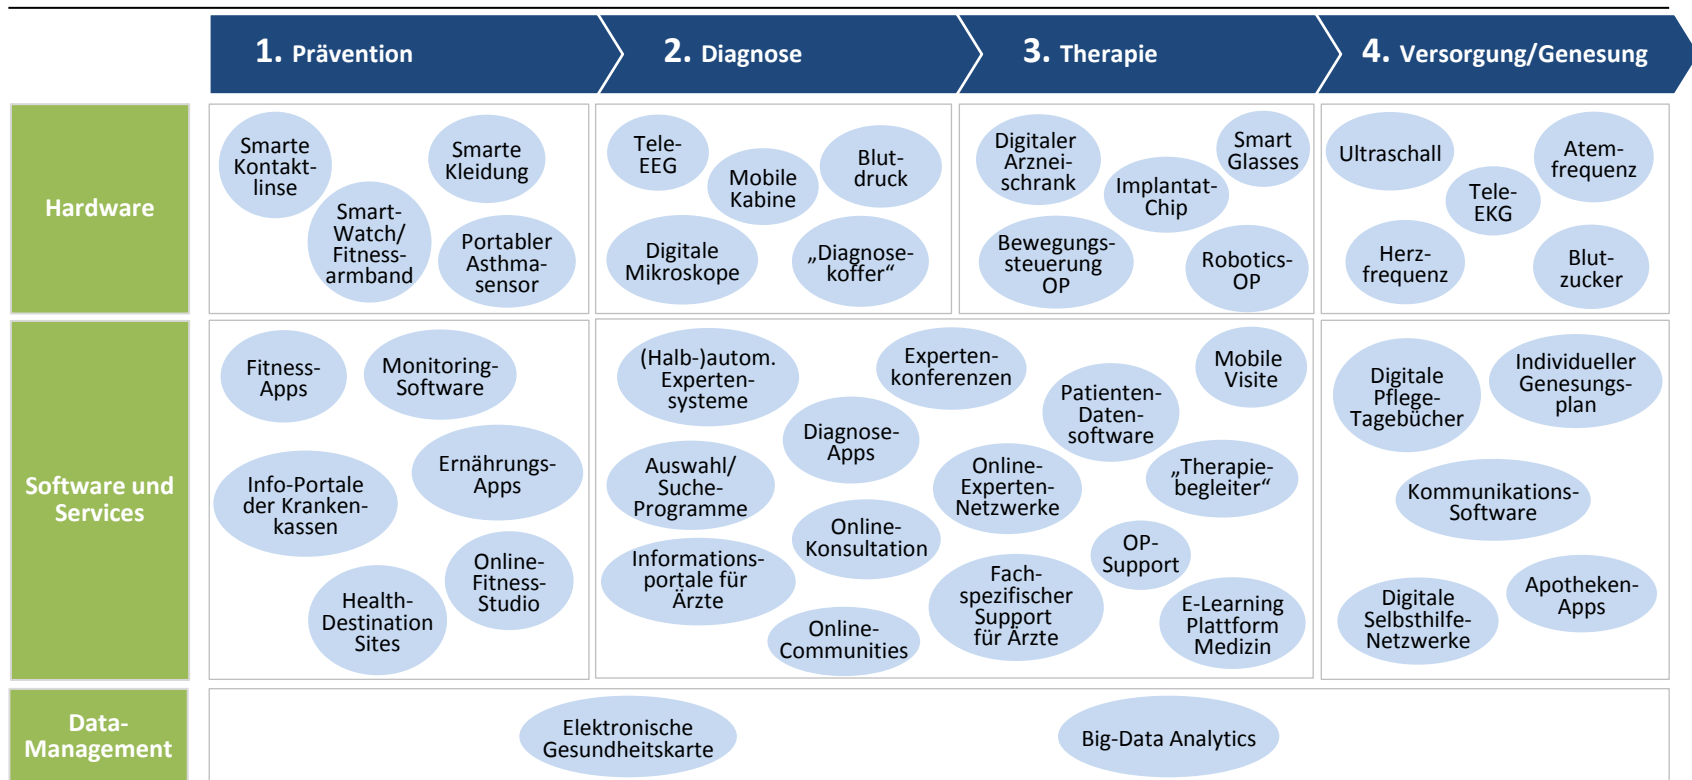 1. Prävention
2. Diagnose
3. Therapie
4. Versorgung/Genesung
Hardware
Smarte
Kontakt-
linse
Smarte
Kleidung
Smart-
Watch/
Fitness-
armband
Portabler
Asthma-
sensor
Tele-
EEG
Mobile
Kabine
Blut-
druck
Digitale
Mikroskope
„Diagnose-
koffer“
Digitaler
Arznei-
schrank
Implantat-
Chip
Smart
Glasses
Bewegungs-
steuerung
OP
Robotics-
OP
Ultraschall
Atem-
frequenz
Tele-
EKG
Herz-
frequenz
Blut-
zucker
Software und
Services
Fitness-
Apps
Monitoring-
Software
Ernährungs-
Apps
Info-Portale
der Kranken-
kassen
Online-
Fitness-
Studio
Health-
Destination
Sites
(Halb-)autom.
Experten-
systeme
Experten-
konferenzen
Mobile
Visite
Patienten-
Daten-
software
Diagnose-
Apps
Auswahl/
Suche-
Programme
Online-
Experten-
Netzwerke
„Therapie-
begleiter“
Online-
Konsultation
OP-
Support
Informations-
portale für
Ärzte
Fach-
spezifischer
Support
für Ärzte
E-Learning
Plattform
Medizin
Online-
Communities
Digitale
Pflege-
Tagebücher
Individueller
Genesungs-
plan
Kommunikations-
Software
Apotheken-
Apps
Digitale
Selbsthilfe-
Netzwerke
Data-
Management
Elektronische
Gesundheitskarte
Big-Data Analytics